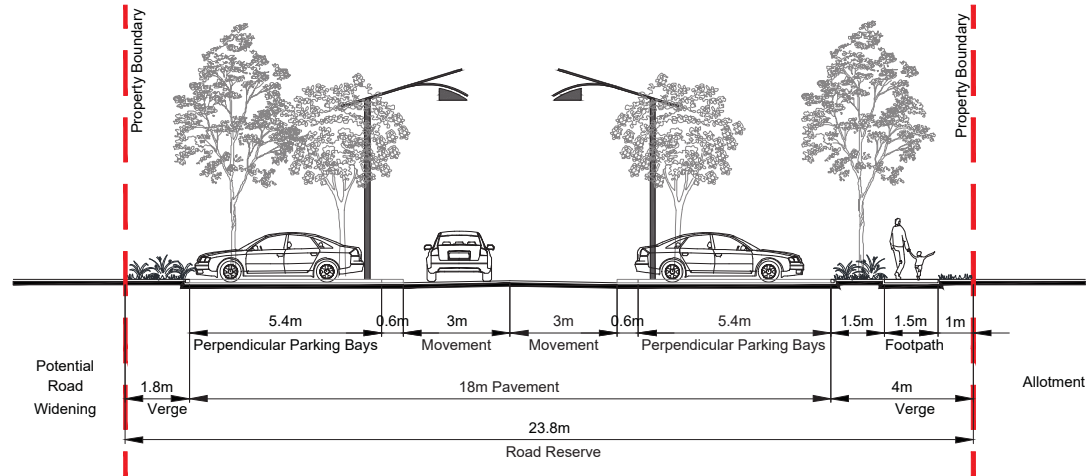 Property Boundary
Property Boundary
5.4m
0.6m
3m
3m
0.6m
5.4m
1.5m
1.5m
1m
Perpendicular Parking Bays
Movement
Movement
Perpendicular Parking Bays
Footpath
Potential
Road
Widening
1.8m
Verge
18m Pavement
4m
Verge
Allotment
23.8m
Road Reserve